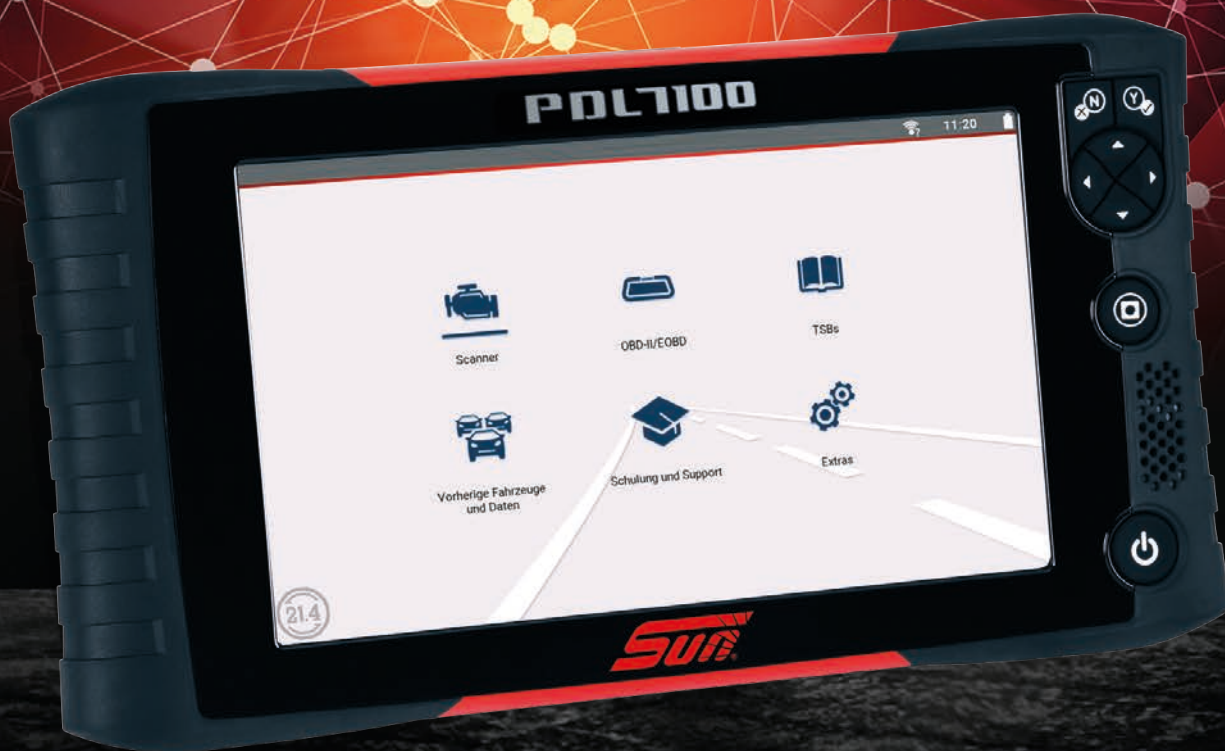 PDL7100
11:20
N
Y
Scanner
OBD-II/EOBD
TSBs
Vorherige Fahrzeuge
und Daten
Schulung und Support
Extras
21.4
Sun